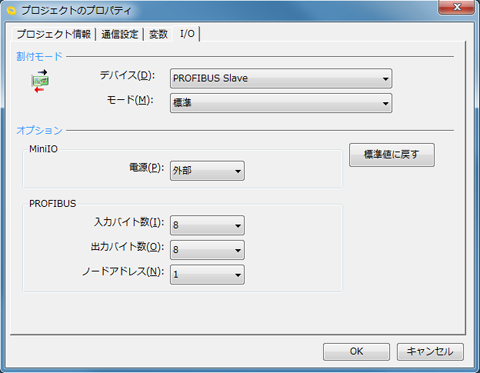 プロジェクトのプロパティ
プロジェクト情報 通信設定 変数 I/O
割付モード
デバイス(D): PROFIBUS Slave
モード(M): 標準
オプション
MiniIO
電源(P): 外部
標準値に戻す
PROFIBUS
入力バイト数(I): 8
出力バイト数(O): 8
ノードアドレス(N): 1
OK キャンセル